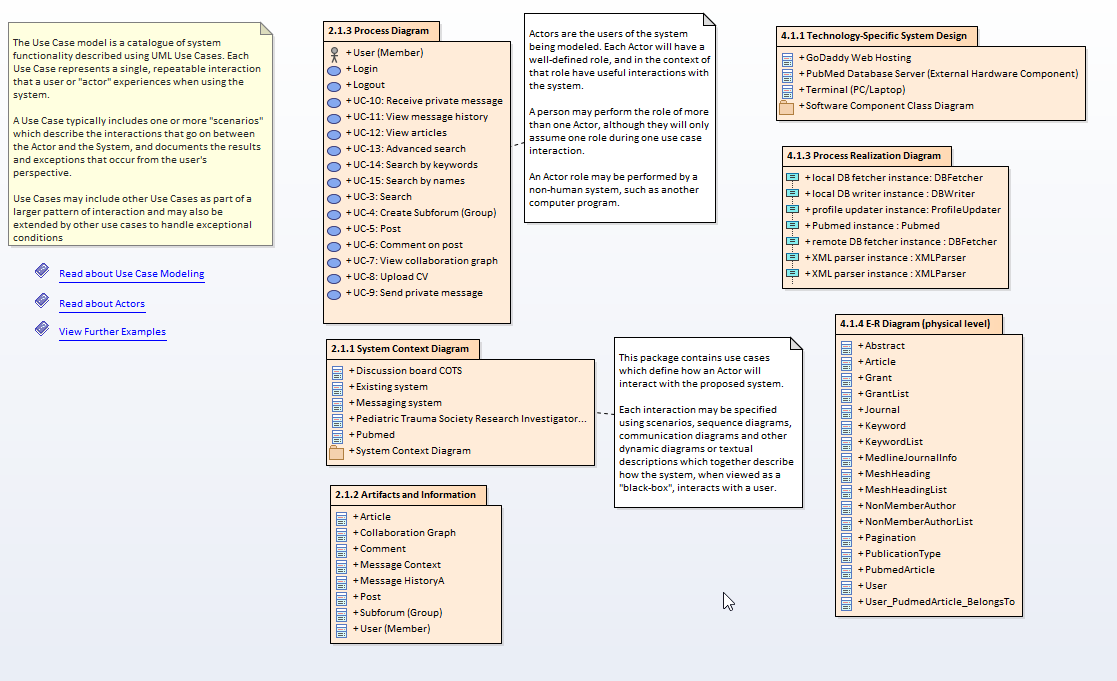 The Use Case model is a catalogue of system
functionality described using UML Use Cases. Each
Use Case represents a single, repeatable interaction
that a user or "actor" experiences when using the
system.
A Use Case typically includes one or more "scenarios"
which describe the interactions that go on between
the Actor and the System, and documents the results
and exceptions that occur from the user's
perspective.
Use Cases may include other Use Cases as part of a
larger pattern of interaction and may also be
extended by other use cases to handle exceptional
conditions
Read about Use Case Modeling
Read about Actors
View Further Examples
2.1.3 Process Diagram
+ User (Member)
+ Login
+ Logout
+ UC-10: Receive private message
+ UC-11: View message history
+ UC-12: View articles
+ UC-13: Advanced search
+ UC-14: Search by keywords
+ UC-15: Search by names
+ UC-3: Search
+ UC-4: Create Subforum (Group)
+ UC-5: Post
+ UC-6: Comment on post
+ UC-7: View collaboration graph
+ UC-8: Upload CV
+ UC-9: Send private message
Actors are the users of the system
being modeled. Each Actor will have a
well-defined role, and in the context of
that role have useful interactions with
the system.
A person may perform the role of more
than one Actor, although they will only
assume one role during one use case
interaction.
An Actor role may be performed by a
non-human system, such as another
computer program.
2.1.1 System Context Diagram
+ Discussion board COTS
+ Existing system
+ Messaging system
+ Pediatric Trauma Society Research Investigator...
+ Pubmed
+ System Context Diagram
This package contains use cases
which define how an Actor will
interact with the proposed system.
Each interaction may be specified
using scenarios, sequence diagrams,
communication diagrams and other
dynamic diagrams or textual
descriptions which together describe
how the system, when viewed as a
"black-box", interacts with a user.
2.1.2 Artifacts and Information
+ Article
+ Collaboration Graph
+ Comment
+ Message Context
+ Message HistoryA
+ Post
+ Subforum (Group)
+ User (Member)
4.1.1 Technology-Specific System Design
+ GoDaddy Web Hosting
+ PubMed Database Server (External Hardware Component)
+ Terminal (PC/Laptop)
+ Software Component Class Diagram
4.1.3 Process Realization Diagram
+ local DB fetcher instance: DBFetcher
+ local DB writer instance : DBWriter
+ profile updater instance: ProfileUpdater
+ Pubmed instance : Pubmed
+ remote DB fetcher instance : DBFetcher
+ XML parser instance : XMLParser
+ XML parser instance : XMLParser
4.1.4 E-R Diagram (physical level)
+ Abstract
+ Article
+ Grant
+ GrantList
+ Journal
+ Keyword
+ KeywordList
+ MedlineJournalInfo
+ MeshHeading
+ MeshHeadingList
+ NonMemberAuthor
+ NonMemberAuthorList
+ Pagination
+ PublicationType
+ PubmedArticle
+ User
+ User_PudmedArticle_BelongsTo